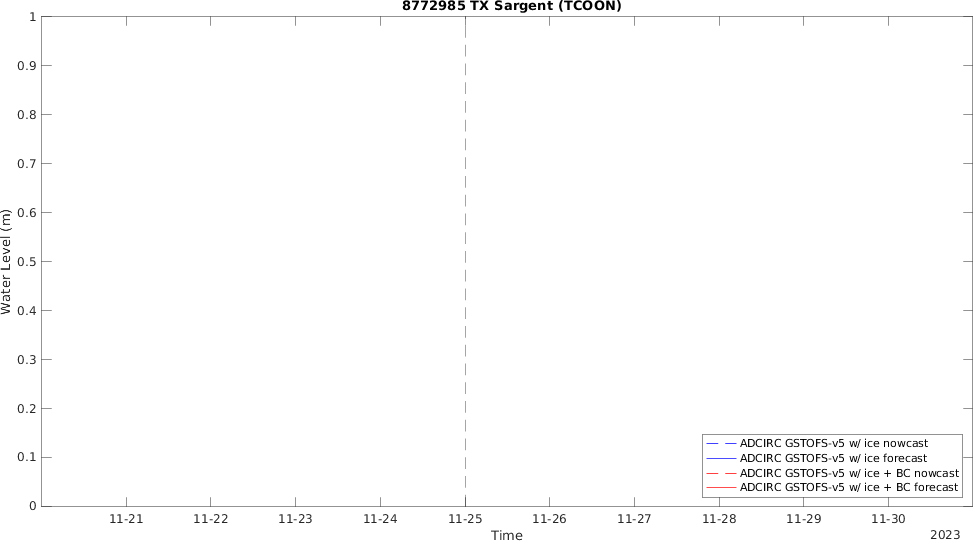 8772985 TX Sargent (TCOON)
1
0.9
0.8
0.7
0.6
0.5
0.4
0.3
0.2
0.1
0
Water Level (m)
ADCIRC GSTOFS-v5 w/ ice nowcast
ADCIRC GSTOFS-v5 w/ ice forecast
ADCIRC GSTOFS-v5 w/ ice + BC nowcast
ADCIRC GSTOFS-v5 w/ ice + BC forecast
11-21 11-22 11-23 11-24 11-25 11-26 11-27 11-28 11-29 11-30
Time
2023